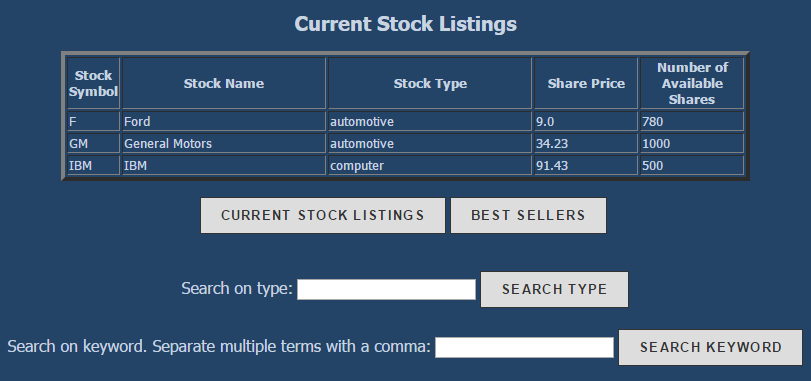 Current Stock Listings
Stock Symbol Stock Name Stock Type Share Price Number of Available Shares
F Ford automotive 9.0 780
GM General Motors automotive 34.23 1000
IBM IBM computer 91.43 500
CURRENT STOCK LISTINGS BEST SELLERS
Search on type: SEARCH TYPE
Search on keyword. Separate multiple terms with a comma: SEARCH KEYWORD